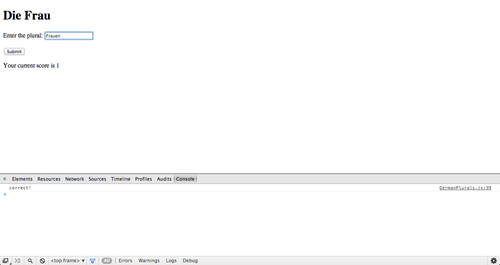 Die Frau
Enter the plural: Frauen
Submit
Your current score is 1
× Elements Resources Network Sources Timeline Profiles Audits Console
correct! GermanPlurals.js:38
>
<top frame> ▼ All Errors Warnings Logs Debug